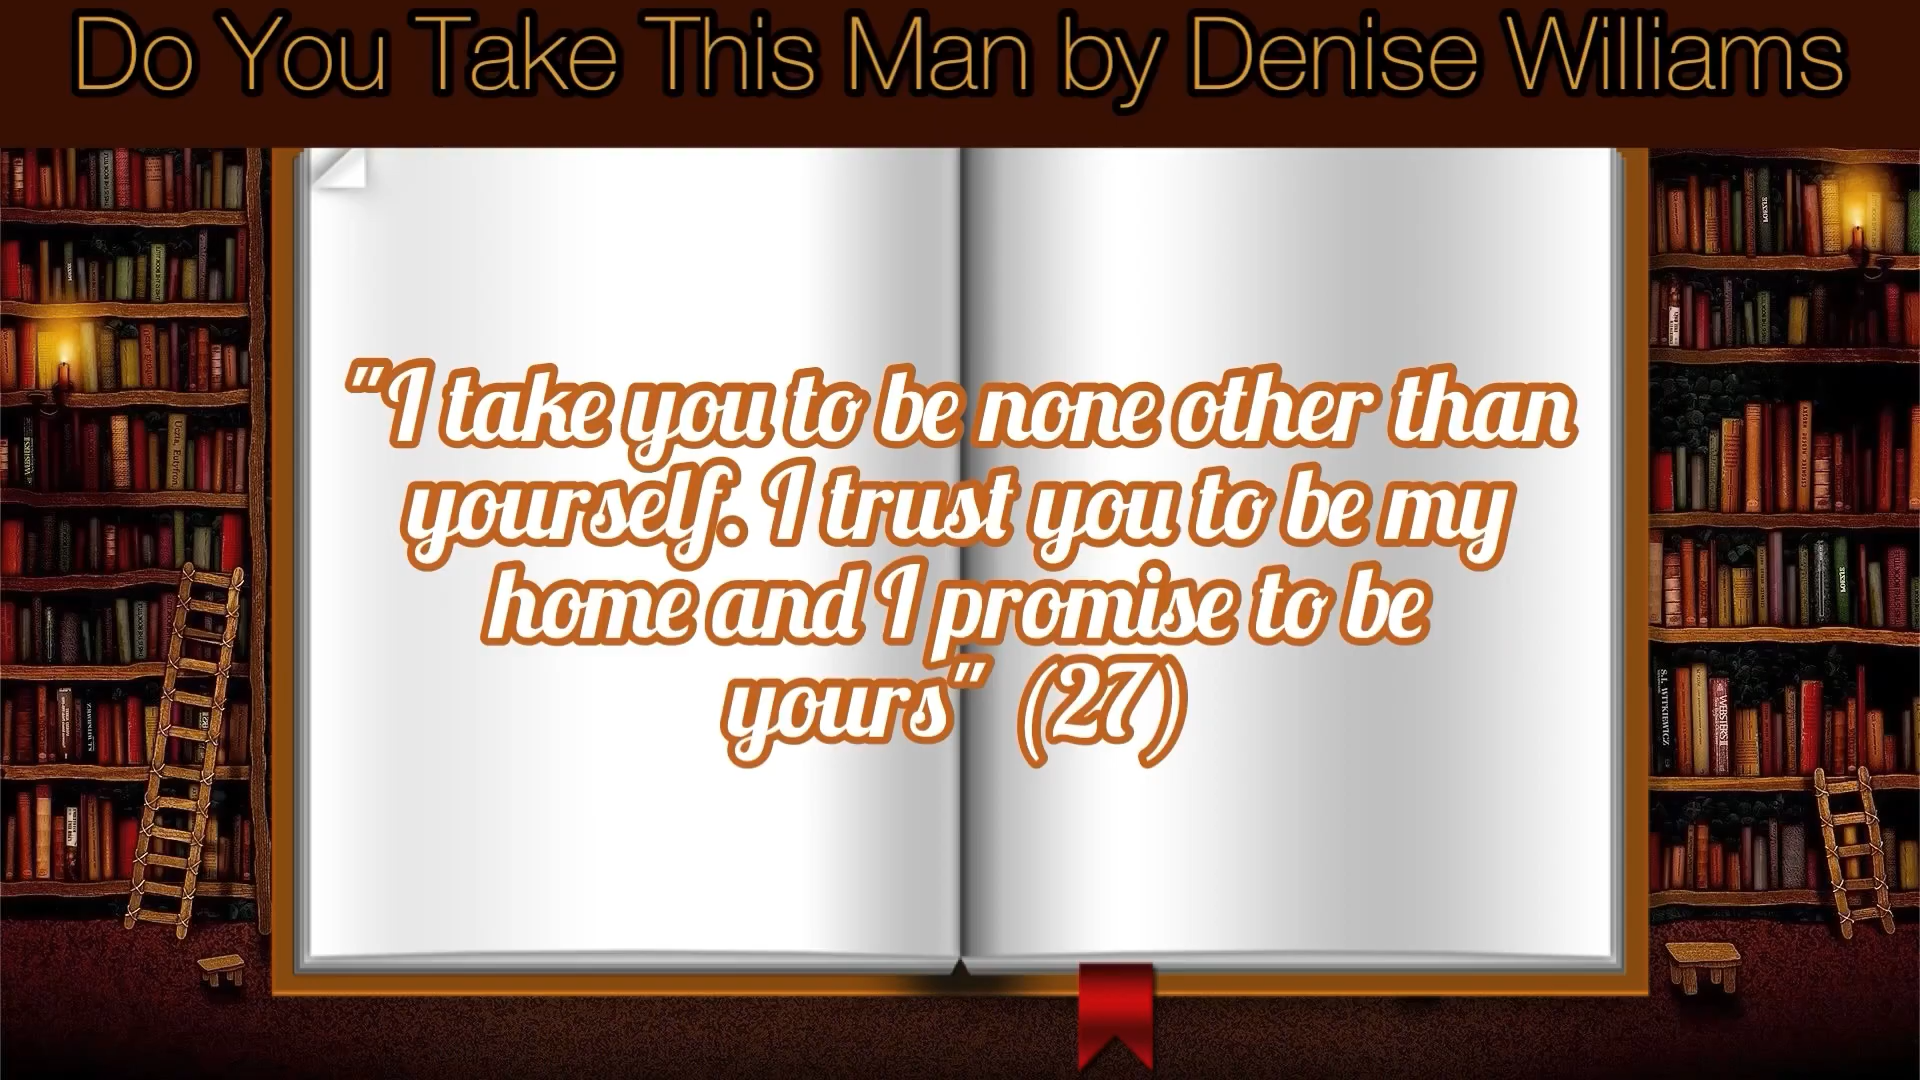 Do You Take This Man by Denise Williams
"I take you to be none other than
yourself. I trust you to be my
home and I promise to be
yours" (27)